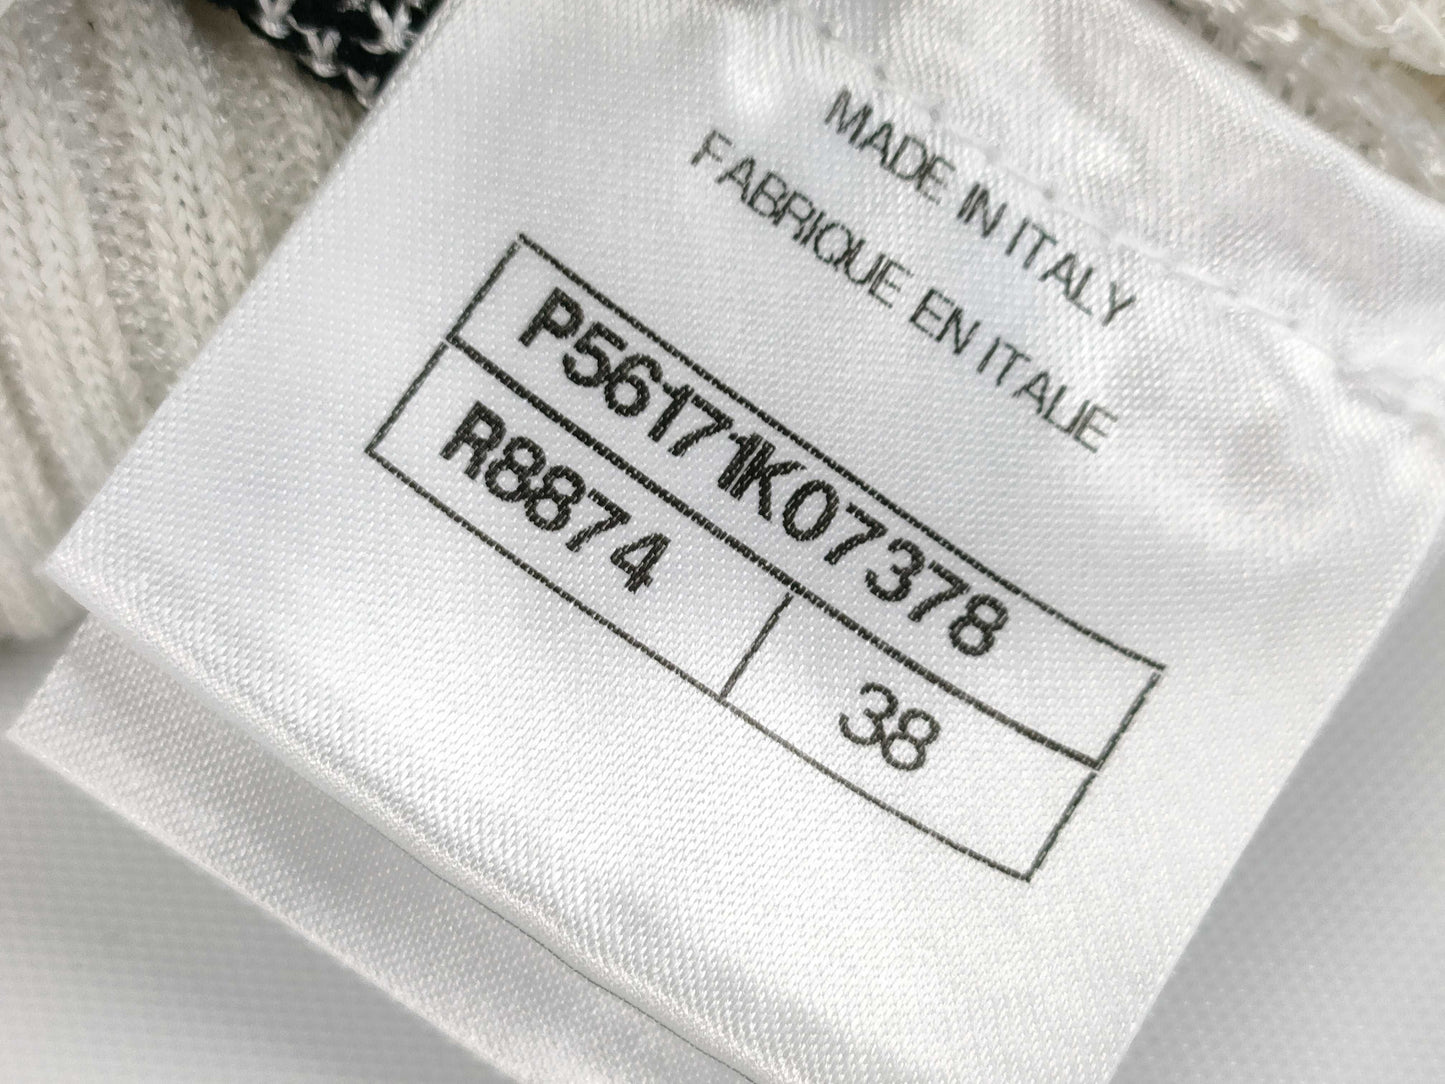 MADE IN ITALY
FABRIQUE EN ITALIE
P56171K07378
R8874 38